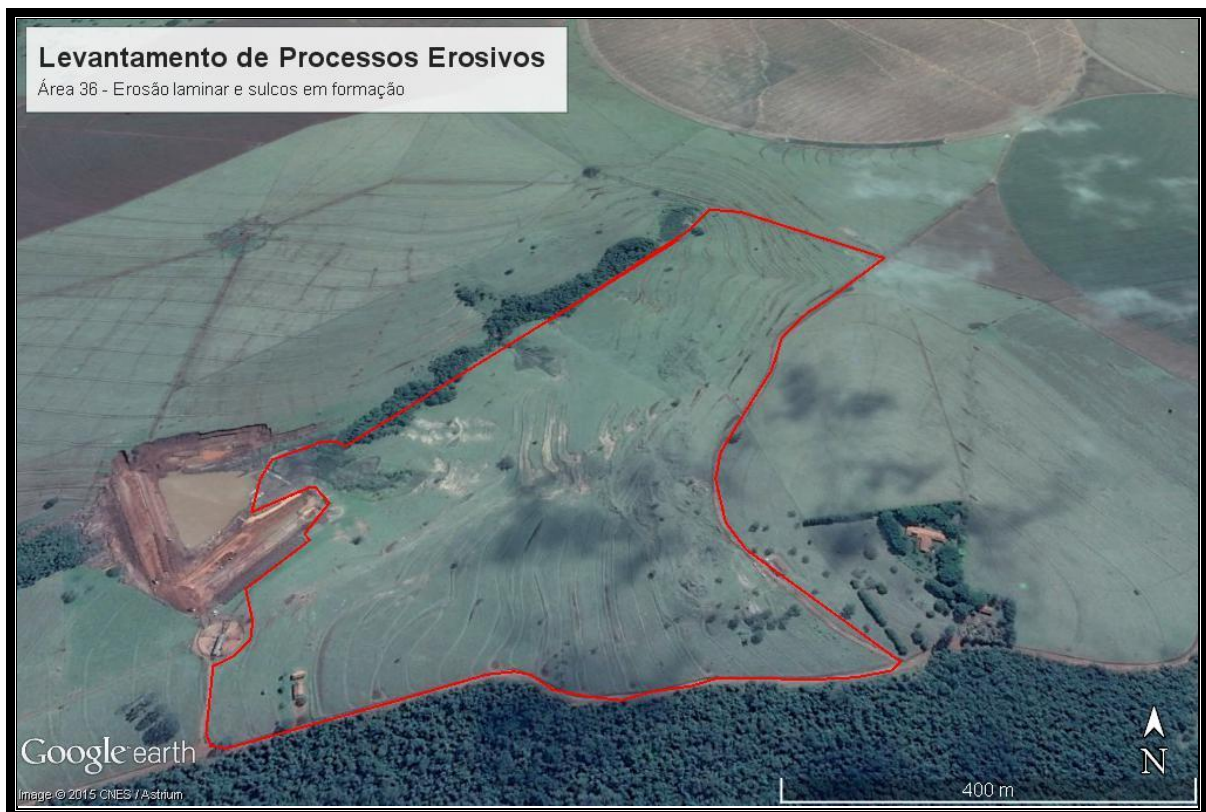 Levantamento de Processos Erosivos
Área 36 - Erosão laminar e sulcos em formação
Google earth
Image © 2015 CNES / Astrium
N
400 m